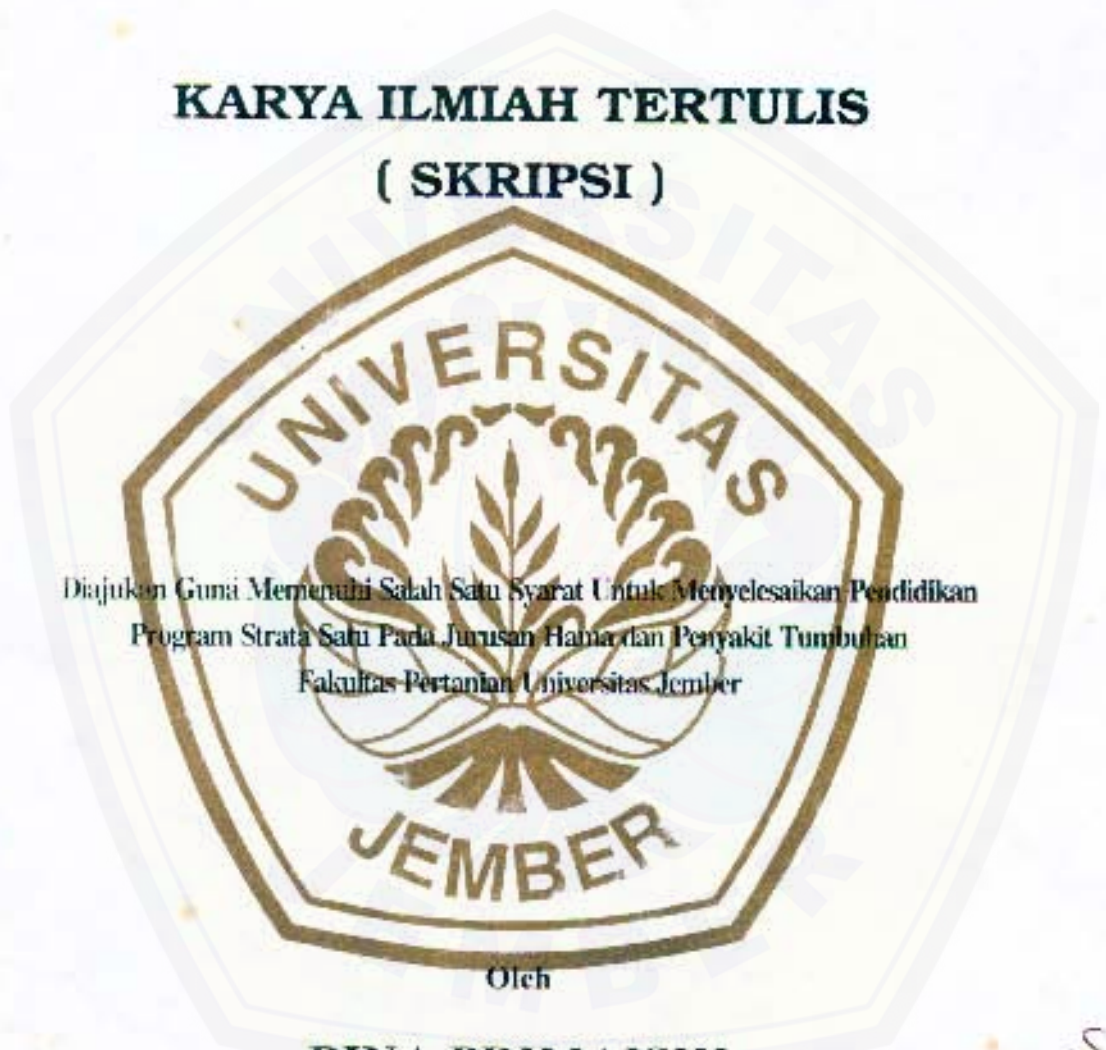 KARYA ILMIAH TERTULIS
( SKRIPSI )
UNIVERSITAS
Diajukan Guna Memenuhi Salah Satu Syarat Untuk Menyelesaikan Pendidikan
Program Strata Satu Pada Jurusan Hama dan Penyakit Tumbuhan
Fakultas Pertanian Universitas Jember
JEMBER
Oleh